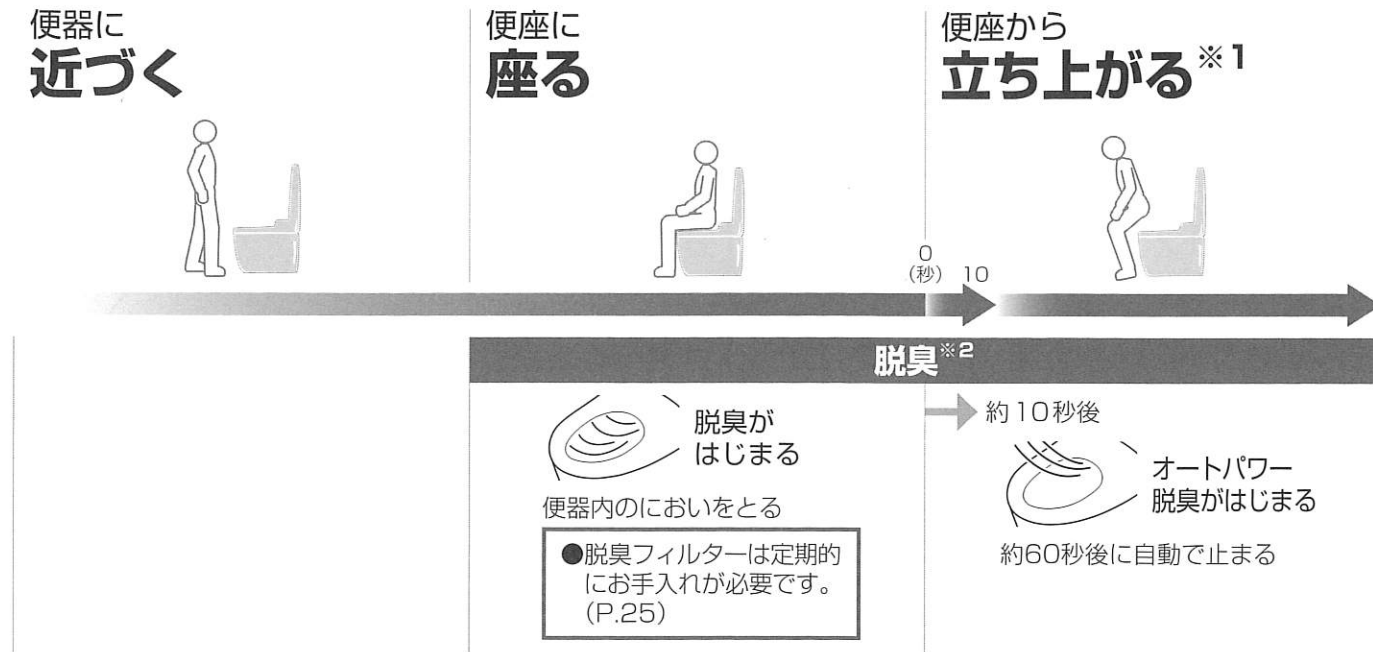 便器に
近づく
便座に
座る
便座から
立ち上がる※1
0
(秒) 10
脱臭※2
脱臭が
はじまる
便器内のにおいをとる
●脱臭フィルターは定期的
にお手入れが必要です。
(P.25)
約10秒後
オートパワー
脱臭がはじまる
約60秒後に自動で止まる